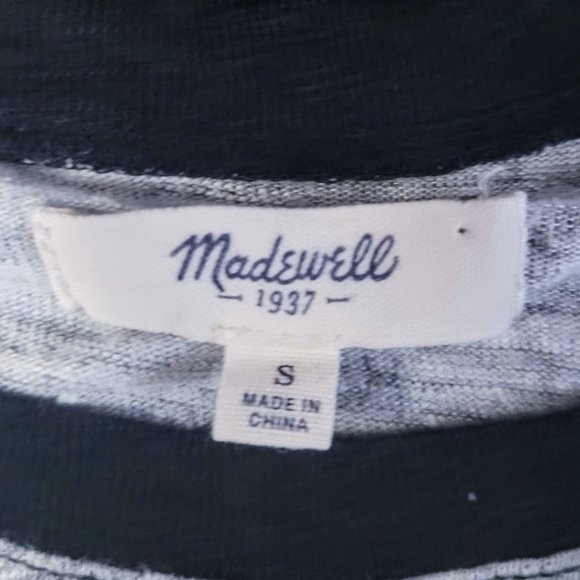 Madewell
— 1937 —
S
MADE IN
CHINA